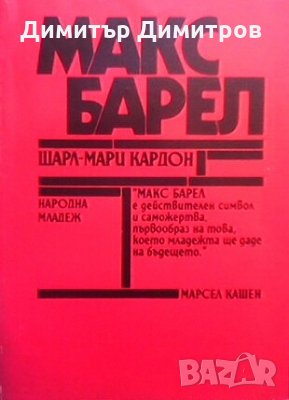 Димитър Димитров
МАКС
БАРЕЛ
ШАРЛ-МАРИ КАРДОН
НАРОДНА
МЛАДЕЖ
"МАКС БАРЕЛ
е действителен символ
и саможертва,
първообраз на това,
което младежта ще даде
на бъдещето."
МАРСЕЛ КАШЕН
BAZAR